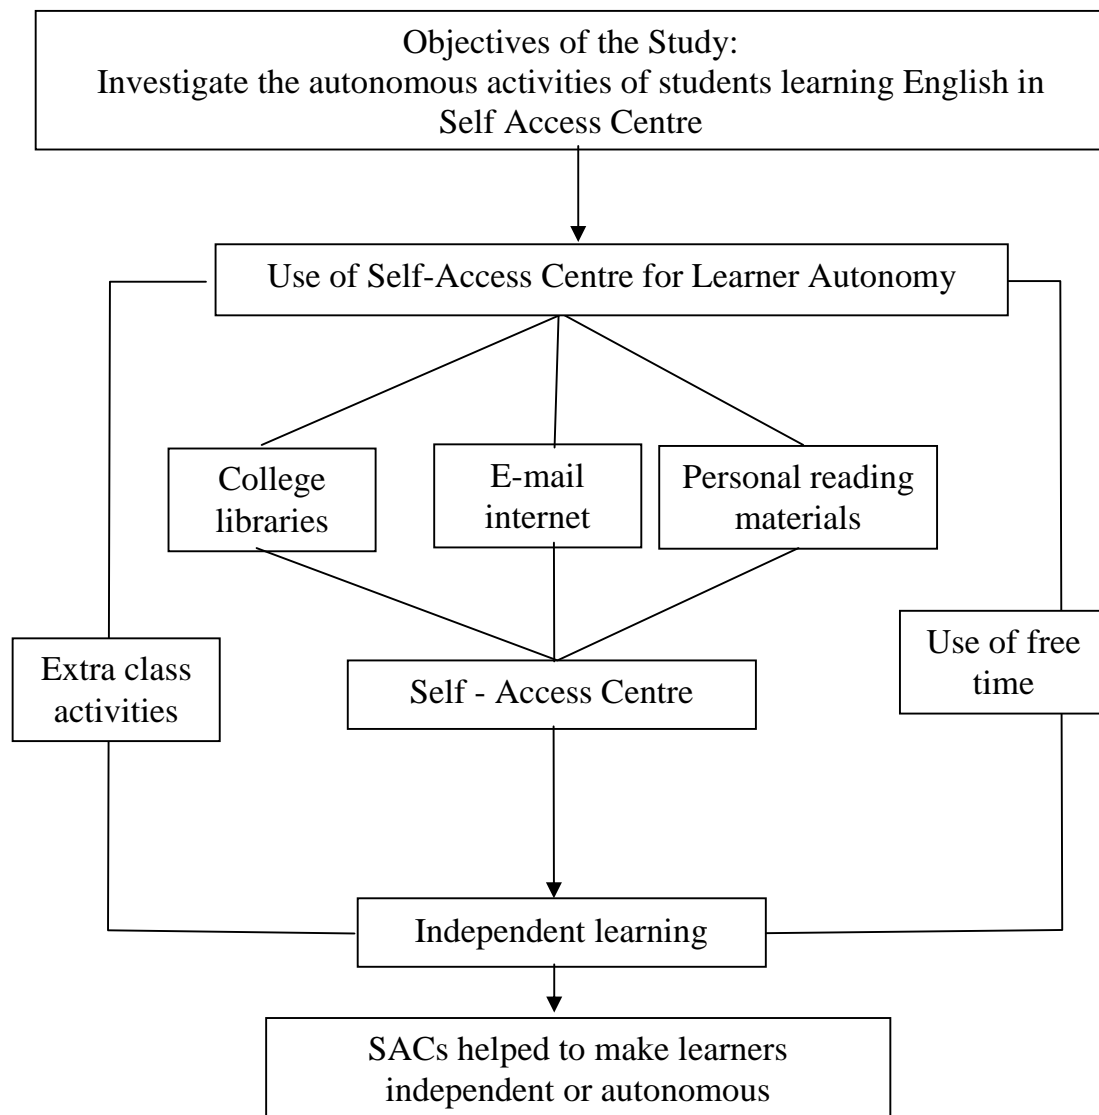 Objectives of the Study:
Investigate the autonomous activities of students learning English in
Self Access Centre
Use of Self-Access Centre for Learner Autonomy
College
libraries
E-mail
internet
Personal reading
materials
Extra class
activities
Self - Access Centre
Use of free
time
Independent learning
SACs helped to make learners
independent or autonomous